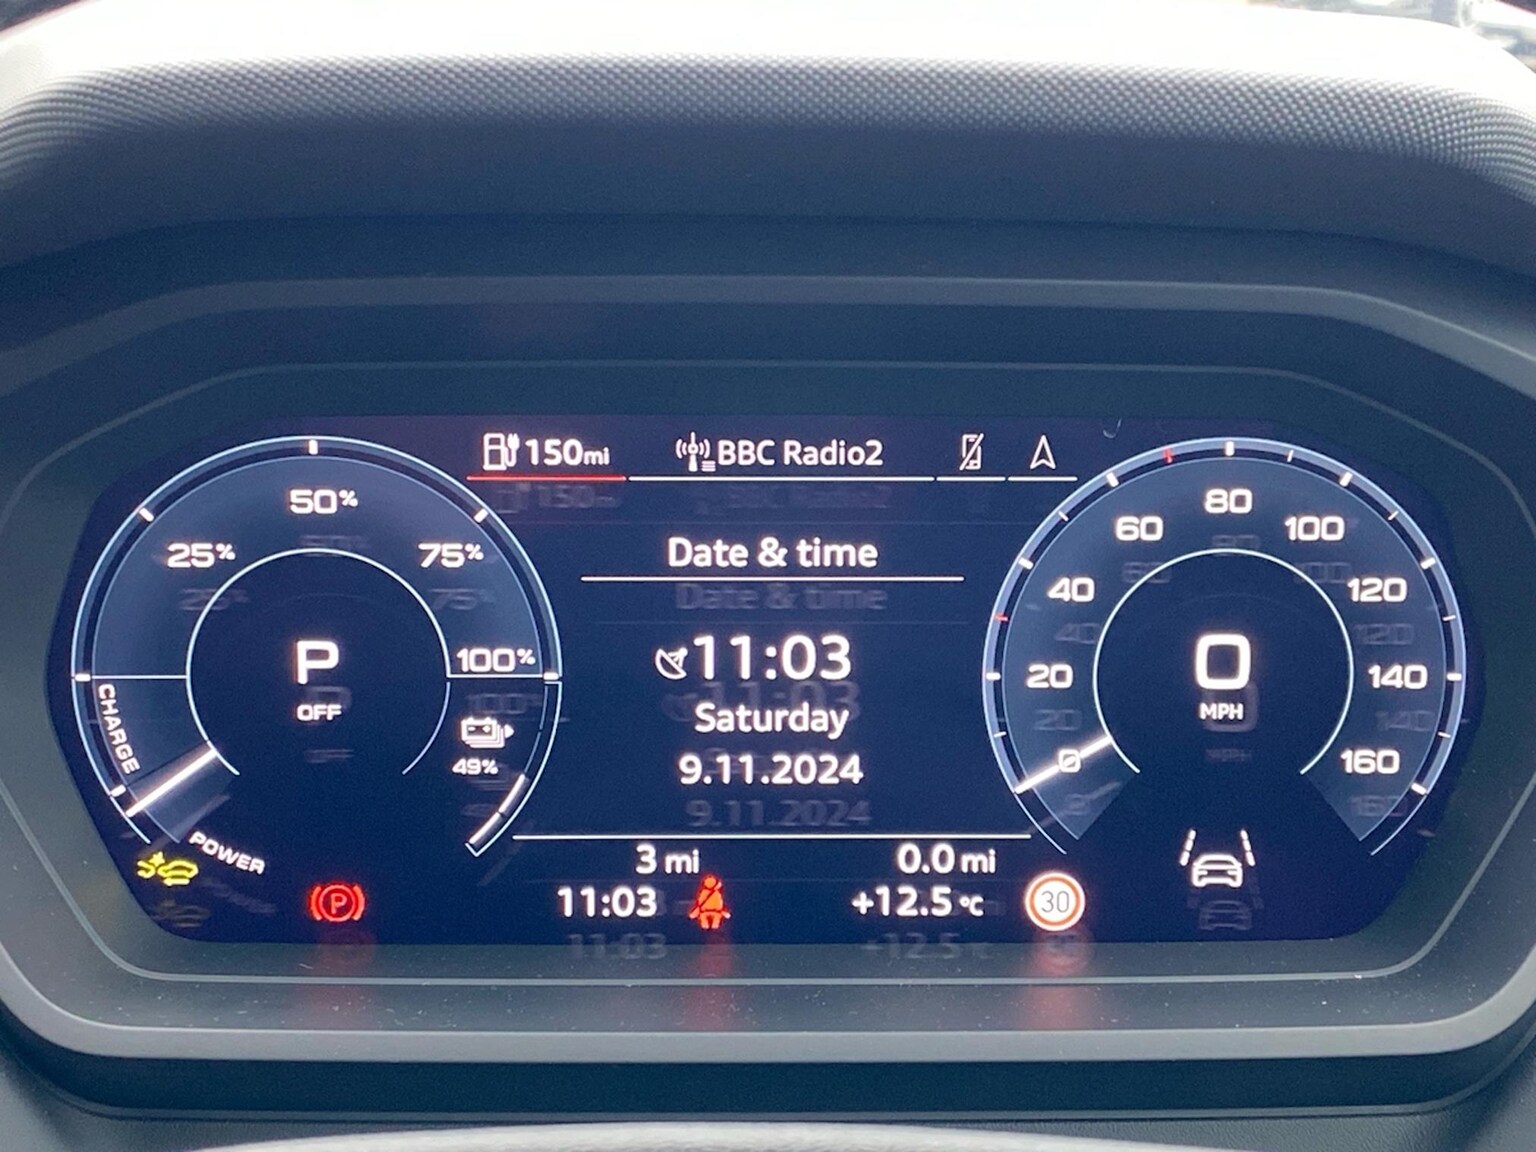 150mi
BBC Radio2
50%
25%
75%
100%
CHARGE
POWER
P
OFF
49%
Date & time
11:03
Saturday
9.11.2024
3 mi
0.0 mi
11:03
+12.5 °C
P
30
80
60
100
40
120
20
140
0
160
0
MPH